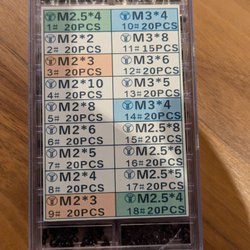 M2.5*4
1# 20PCS
M2*2
2# 20PCS
M2*3
3# 20PCS
M2*10
4# 20PCS
M2*8
5# 20PCS
M2*6
6# 20PCS
M2*5
7# 20PCS
M2*4
8# 20PCS
M2*3
9# 20PCS
M3*4
10# 20PCS
M3*8
11# 15PCS
M3*6
12# 20PCS
M3*5
13# 20PCS
M3*4
14# 20PCS
M2.5*8
15# 20PCS
M2.5*6
16# 20PCS
M2.5*5
17# 20PCS
M2.5*4
18# 20PCS